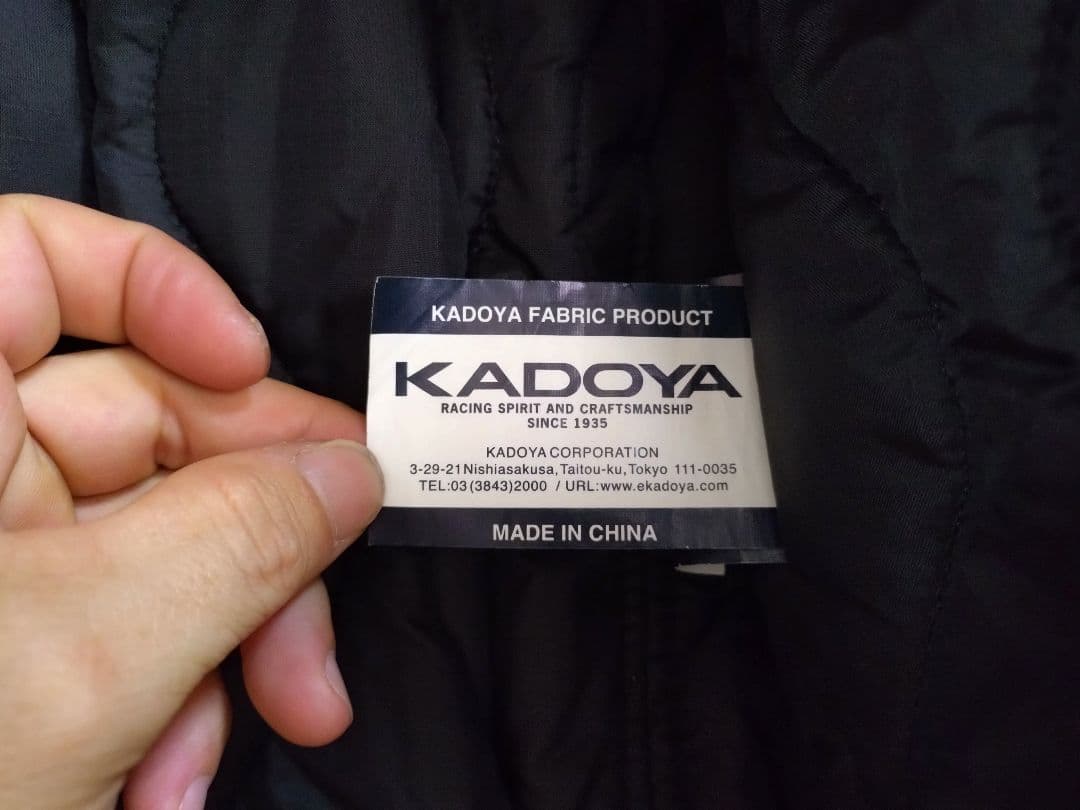 KADOYA FABRIC PRODUCT
KADOYA
RACING SPIRIT AND CRAFTSMANSHIP
SINCE 1935
KADOYA CORPORATION
3-29-21 Nishiasakusa, Taitou-ku, Tokyo 111-0035
TEL:03(3843)2000 / URL:www.ekadoya.com
MADE IN CHINA